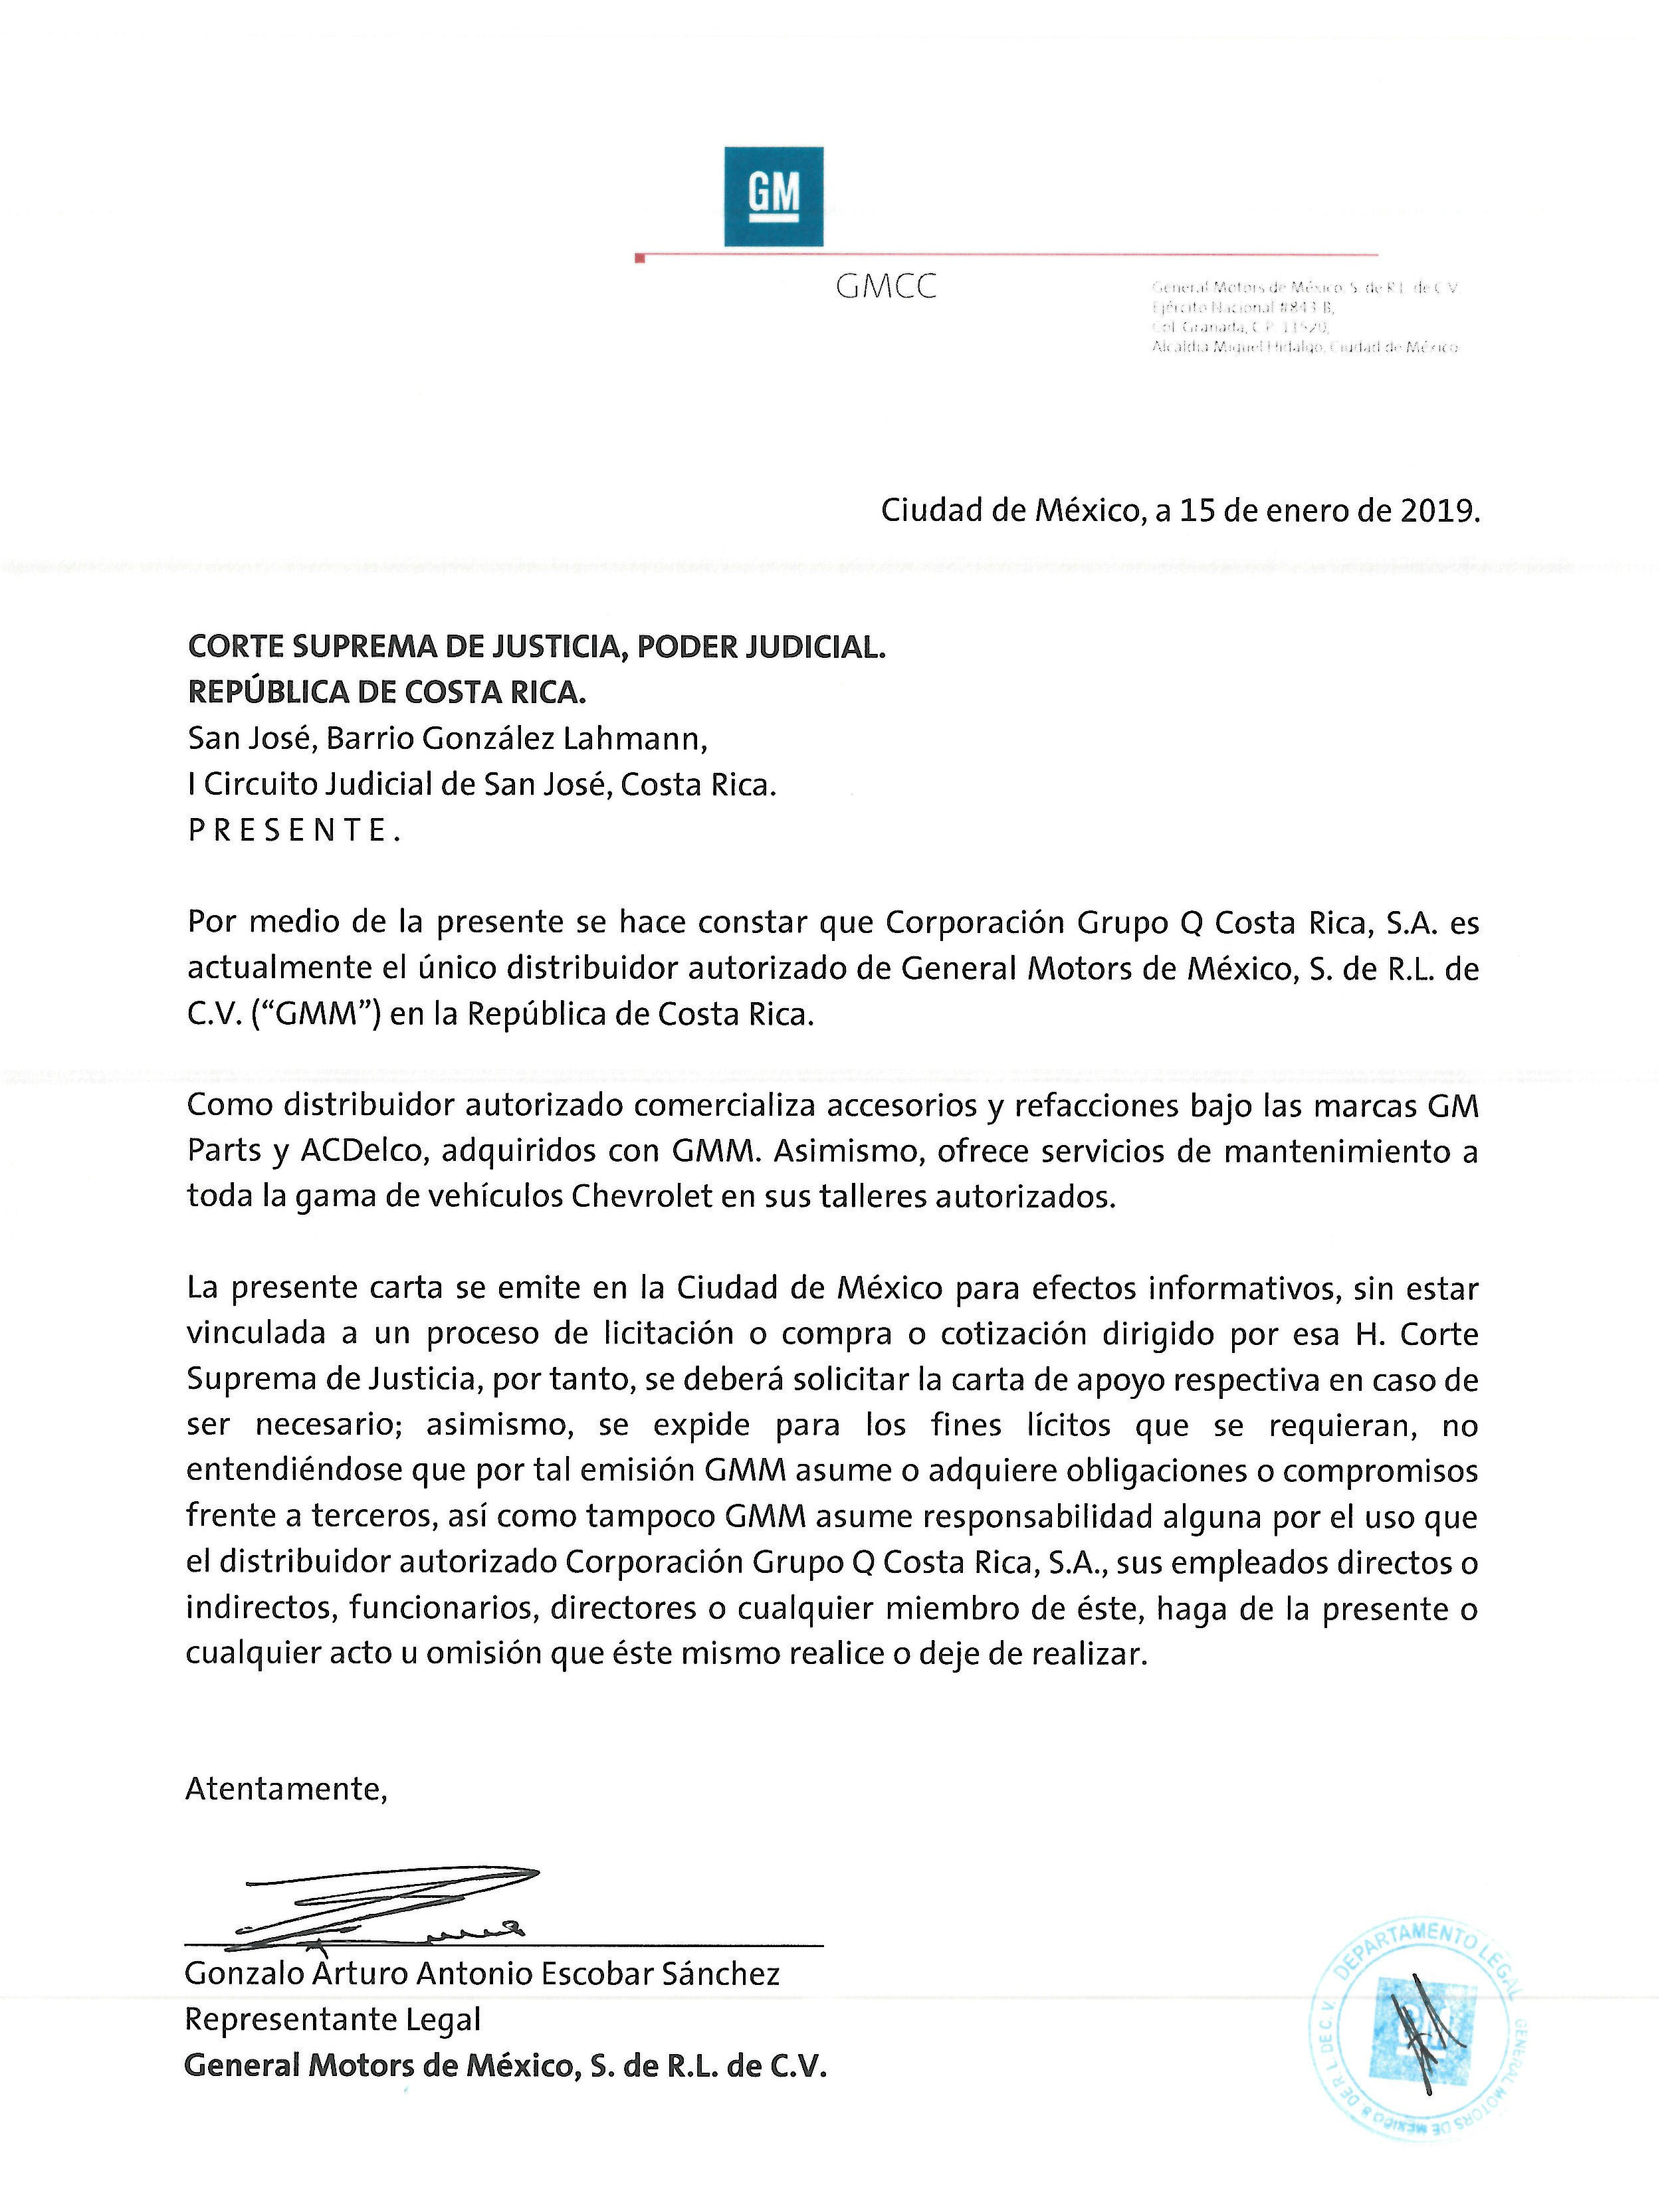 GM
GMCC
General Motors de México, S. de R.L. de C.V.
Ejército Nacional #843 B,
Col. Granada, C.P. 11520,
Alcaldía Miguel Hidalgo, Ciudad de México
Ciudad de México, a 15 de enero de 2019.
CORTE SUPREMA DE JUSTICIA, PODER JUDICIAL.
REPÚBLICA DE COSTA RICA.
San José, Barrio González Lahmann,
I Circuito Judicial de San José, Costa Rica.
P R E S E N T E .
Por medio de la presente se hace constar que Corporación Grupo Q Costa Rica, S.A. es
actualmente el único distribuidor autorizado de General Motors de México, S. de R.L. de
C.V. (“GMM”) en la República de Costa Rica.
Como distribuidor autorizado comercializa accesorios y refacciones bajo las marcas GM
Parts y ACDelco, adquiridos con GMM. Asimismo, ofrece servicios de mantenimiento a
toda la gama de vehículos Chevrolet en sus talleres autorizados.
La presente carta se emite en la Ciudad de México para efectos informativos, sin estar
vinculada a un proceso de licitación o compra o cotización dirigido por esa H. Corte
Suprema de Justicia, por tanto, se deberá solicitar la carta de apoyo respectiva en caso de
ser necesario; asimismo, se expide para los fines lícitos que se requieran, no
entendiéndose que por tal emisión GMM asume o adquiere obligaciones o compromisos
frente a terceros, así como tampoco GMM asume responsabilidad alguna por el uso que
el distribuidor autorizado Corporación Grupo Q Costa Rica, S.A., sus empleados directos o
indirectos, funcionarios, directores o cualquier miembro de éste, haga de la presente o
cualquier acto u omisión que éste mismo realice o deje de realizar.
Atentamente,
Gonzalo Arturo Antonio Escobar Sánchez
Representante Legal
General Motors de México, S. de R.L. de C.V.
DEPARTAMENTO LEGAL
GENERAL MOTORS DE MEXICO S. DE R.L. DE C.V.
GM